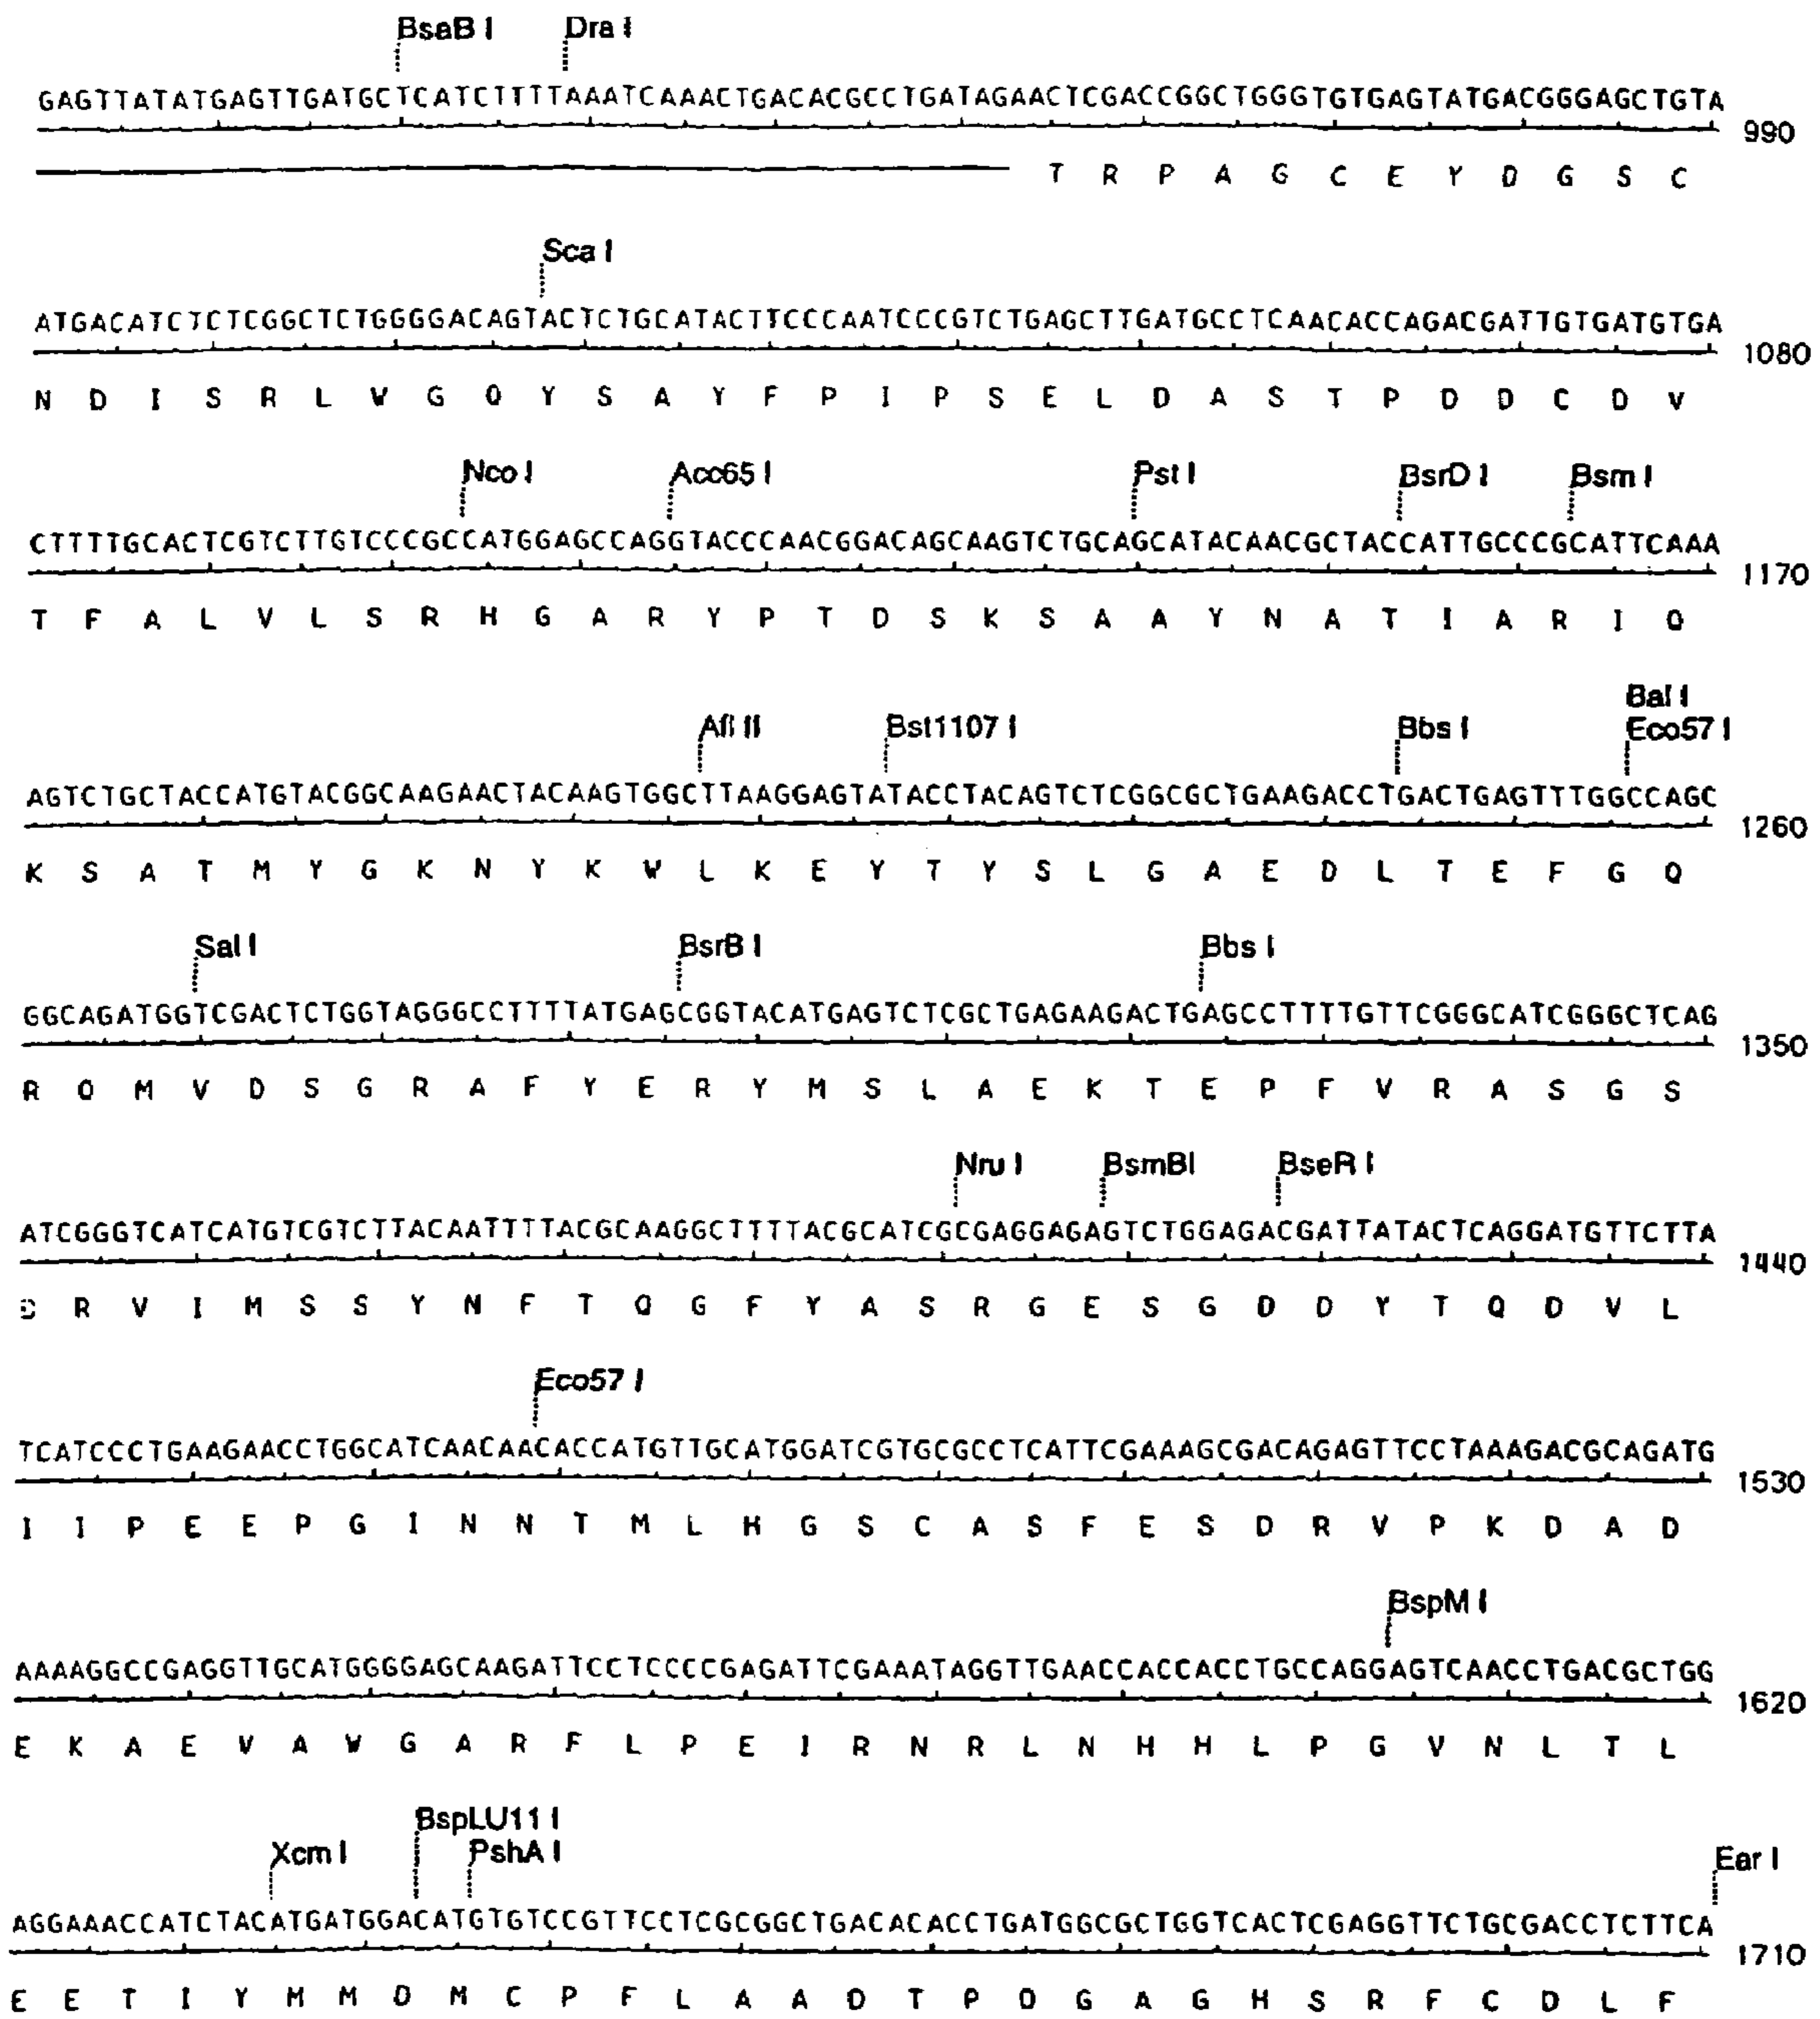 BsaB I Dra I
GAGTTATATGAGTTGATGCTCATCTTTTAAATCAAACTGACACGCCTGATAGAACTCGACCGGCTGGGTGTGAGTATGACGGGAGCTGTA
990
T R P A G C E Y D G S C
Sca I
ATGACATCTCTCGGCTCTGGGGACAGTACTCTGCATACTTCCCAATCCCGTCTGAGCTTGATGCCTCAACACCAGACGATTGTGATGTGA
1080
N D I S R L W G Q Y S A Y F P I P S E L D A S T P D D C D V
Nco I Acc65 I Pst I BsrD I Bsm I
CTTTTGCACTCGTCTTGTCCCGCCATGGAGCCAGGTACCCAACGGACAGCAAGTCTGCAGCATACAACGCTACCATTGCCCGCATTCAAA
1170
T F A L V L S R H G A R Y P T D S K S A A Y N A T I A R I Q
Bal I
Afl II Bst1107 I Bbs I Eco57 I
AGTCTGCTACCATGTACGGCAAGAACTACAAGTGGCTTAAGGAGTATACCTACAGTCTCGGCGCTGAAGACCTGACTGAGTTTGGCCAGC
1260
K S A T M Y G K N Y K W L K E Y T Y S L G A E D L T E F G Q
Sal I BsrB I Bbs I
GGCAGATGGTCGACTCTGGTAGGGCCTTTTATGAGCGGTACATGAGTCTCGCTGAGAAGACTGAGCCTTTTGTTCGGGCATCGGGCTCAG
1350
R Q M V D S G R A F Y E R Y M S L A E K T E P F V R A S G S
Nru I BsmBI BseR I
ATCGGGTCATCATGTCGTCTTACAATTTTACGCAAGGCTTTTACGCATCGCGAGGAGAGTCTGGAGACGATTATACTCAGGATGTTCTTA
1440
D R V I M S S Y N F T Q G F Y A S R G E S G D D Y T Q D V L
Eco57 I
TCATCCCTGAAGAACCTGGCATCAACAACACCATGTTGCATGGATCGTGCGCCTCATTCGAAAGCGACAGAGTTCCTAAAGACGCAGATG
1530
I I P E E P G I N N T M L H G S C A S F E S D R V P K D A D
BspM I
AAAAGGCCGAGGTTGCATGGGGAGCAAGATTCCTCCCCGAGATTCGAAATAGGTTGAACCACCACCTGCCAGGAGTCAACCTGACGCTGG
1620
E K A E V A W G A R F L P E I R N R L N H H L P G V N L T L
BspLU11 I
Xcm I PshA I Ear I
AGGAAACCATCTACATGATGGACATGTGTCCGTTCCTCGCGGCTGACACACCTGATGGCGCTGGTCACTCGAGGTTCTGCGACCTCTTCA
1710
E E T I Y M M D M C P F L A A D T P D G A G H S R F C D L F